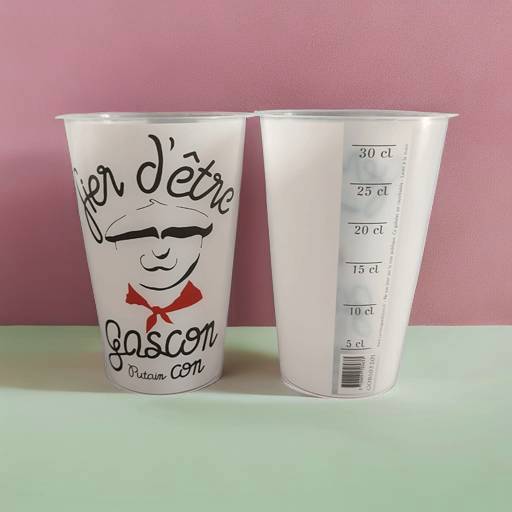 fier d'être
gascon
Putain con
30 cl
25 cl
20 cl
15 cl
10 cl
5 cl